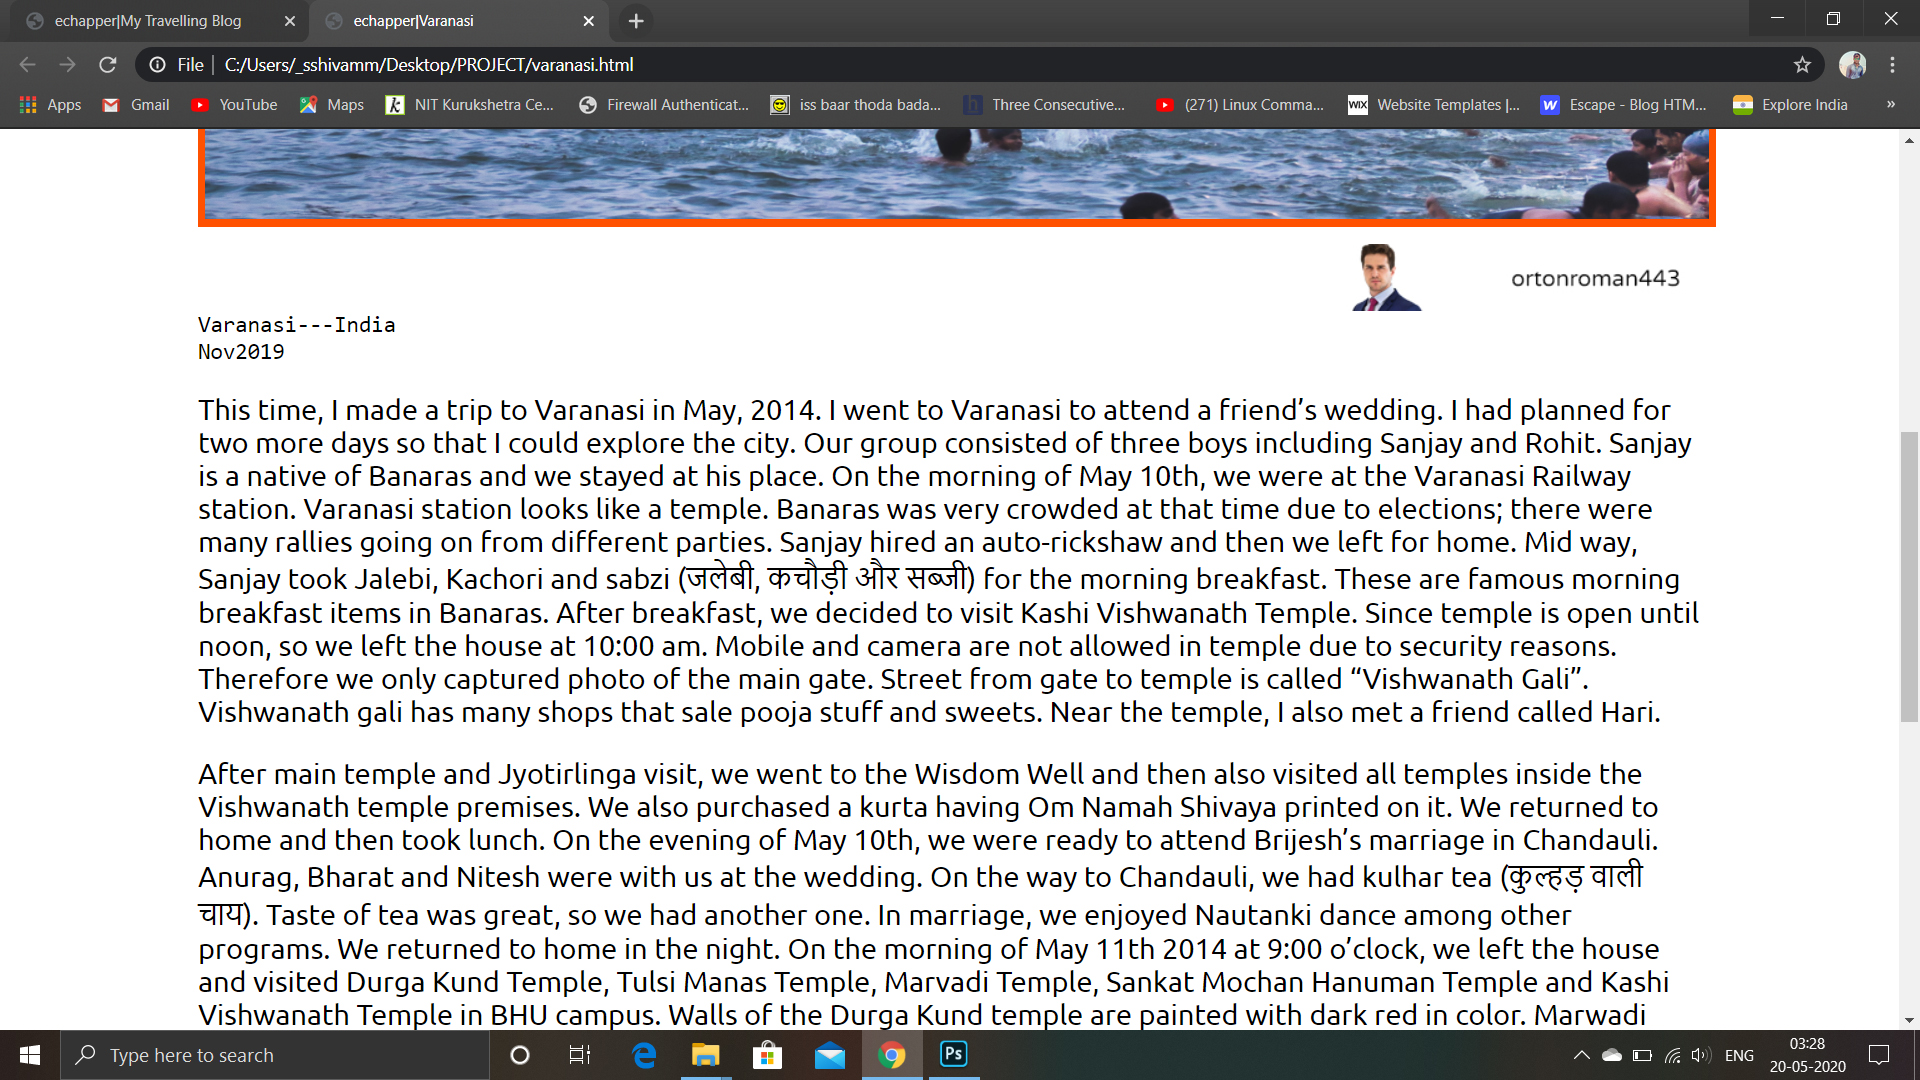 echapper|My Travelling Blog
echapper|Varanasi
File
C:/Users/_sshivamm/Desktop/PROJECT/varanasi.html
Apps
Gmail
YouTube
Maps
k
NIT Kurukshetra Ce...
Firewall Authenticat...
iss baar thoda bada...
h
Three Consecutive...
(271) Linux Comma...
WIX
Website Templates |...
W
Escape - Blog HTM...
Explore India
»
ortonroman443
Varanasi---India
Nov2019
This time, I made a trip to Varanasi in May, 2014. I went to Varanasi to attend a friend’s wedding. I had planned for
two more days so that I could explore the city. Our group consisted of three boys including Sanjay and Rohit. Sanjay
is a native of Banaras and we stayed at his place. On the morning of May 10th, we were at the Varanasi Railway
station. Varanasi station looks like a temple. Banaras was very crowded at that time due to elections; there were
many rallies going on from different parties. Sanjay hired an auto-rickshaw and then we left for home. Mid way,
Sanjay took Jalebi, Kachori and sabzi (जलेबी, कचौड़ी और सब्जी) for the morning breakfast. These are famous morning
breakfast items in Banaras. After breakfast, we decided to visit Kashi Vishwanath Temple. Since temple is open until
noon, so we left the house at 10:00 am. Mobile and camera are not allowed in temple due to security reasons.
Therefore we only captured photo of the main gate. Street from gate to temple is called “Vishwanath Gali”.
Vishwanath gali has many shops that sale pooja stuff and sweets. Near the temple, I also met a friend called Hari.
After main temple and Jyotirlinga visit, we went to the Wisdom Well and then also visited all temples inside the
Vishwanath temple premises. We also purchased a kurta having Om Namah Shivaya printed on it. We returned to
home and then took lunch. On the evening of May 10th, we were ready to attend Brijesh’s marriage in Chandauli.
Anurag, Bharat and Nitesh were with us at the wedding. On the way to Chandauli, we had kulhar tea (कुल्हड़ वाली
चाय). Taste of tea was great, so we had another one. In marriage, we enjoyed Nautanki dance among other
programs. We returned to home in the night. On the morning of May 11th 2014 at 9:00 o’clock, we left the house
and visited Durga Kund Temple, Tulsi Manas Temple, Marvadi Temple, Sankat Mochan Hanuman Temple and Kashi
Vishwanath Temple in BHU campus. Walls of the Durga Kund temple are painted with dark red in color. Marwadi
Type here to search
Ps
ENG
03:28
20-05-2020